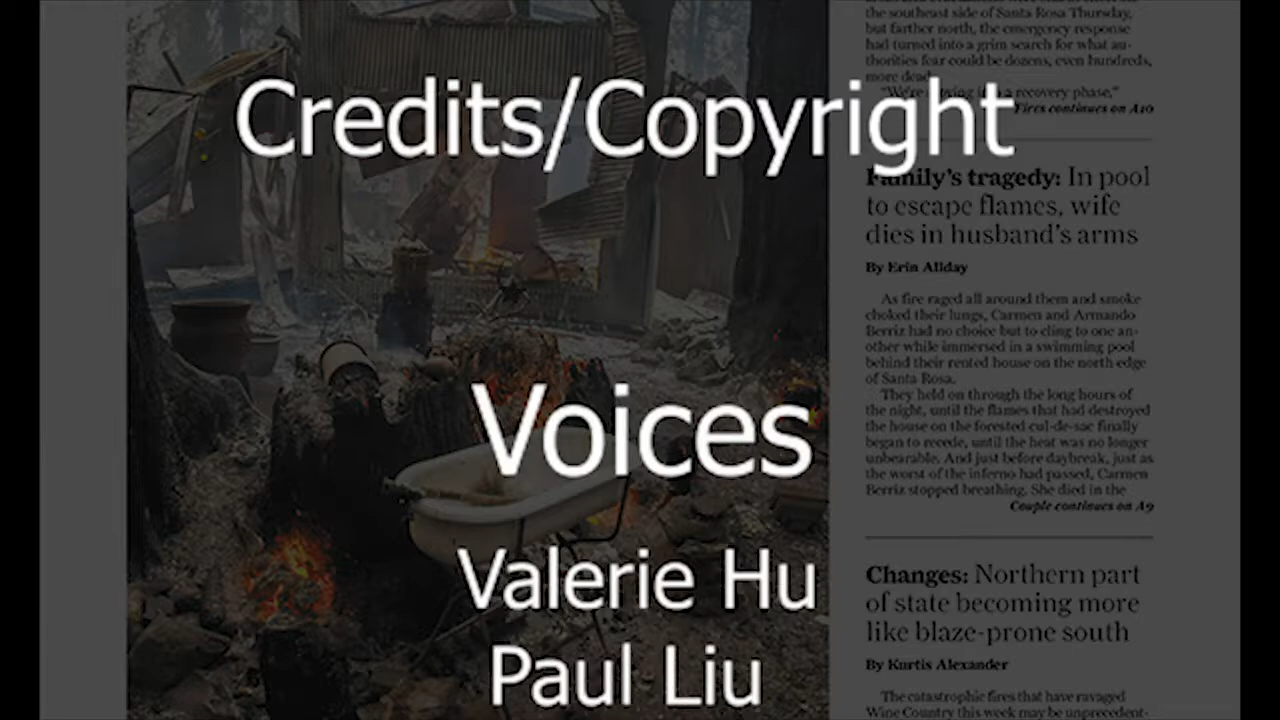 Credits/Copyright
Voices
Valerie Hu
Paul Liu
the southeast side of Santa Rosa Thursday,
but farther north, the emergency response
had turned into a grim search for what au-
thorities fear could be dozens, even hundreds,
more dead.
recovery phase,"
Fires continues on A10
Family's tragedy: In pool
to escape flames, wife
dies in husband's arms
By Erin Allday
As fire raged all around them and smoke
choked their lungs, Carmen and Armando
Berriz had no choice but to cling to one an-
other while immersed in a swimming pool
behind their rented house on the north edge
of Santa Rosa.
They held on through the long hours of
the night, until the flames that had destroyed
the house on the forested cul-de-sac finally
began to recede, until the heat was no longer
unbearable. And just before daybreak, just as
the worst of the inferno had passed, Carmen
Berriz stopped breathing. She died in the
Couple continues on A9
Changes: Northern part
of state becoming more
like blaze-prone south
By Kurtis Alexander
The catastrophic fires that have ravaged
Wine Country this week may be unprecedent-